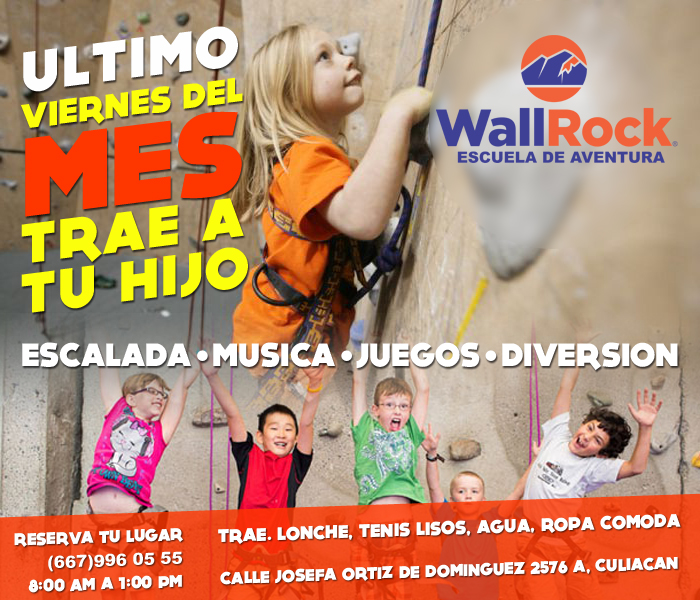 ULTIMO
VIERNES DEL
MES
TRAE A
TU HIJO
WallRock®
ESCUELA DE AVENTURA
ESCALADA • MUSICA • JUEGOS • DIVERSION
RESERVA TU LUGAR
(667)996 05 55
8:00 AM A 1:00 PM
TRAE. LONCHE, TENIS LISOS, AGUA, ROPA COMODA
CALLE JOSEFA ORTIZ DE DOMINGUEZ 2576 A, CULIACAN